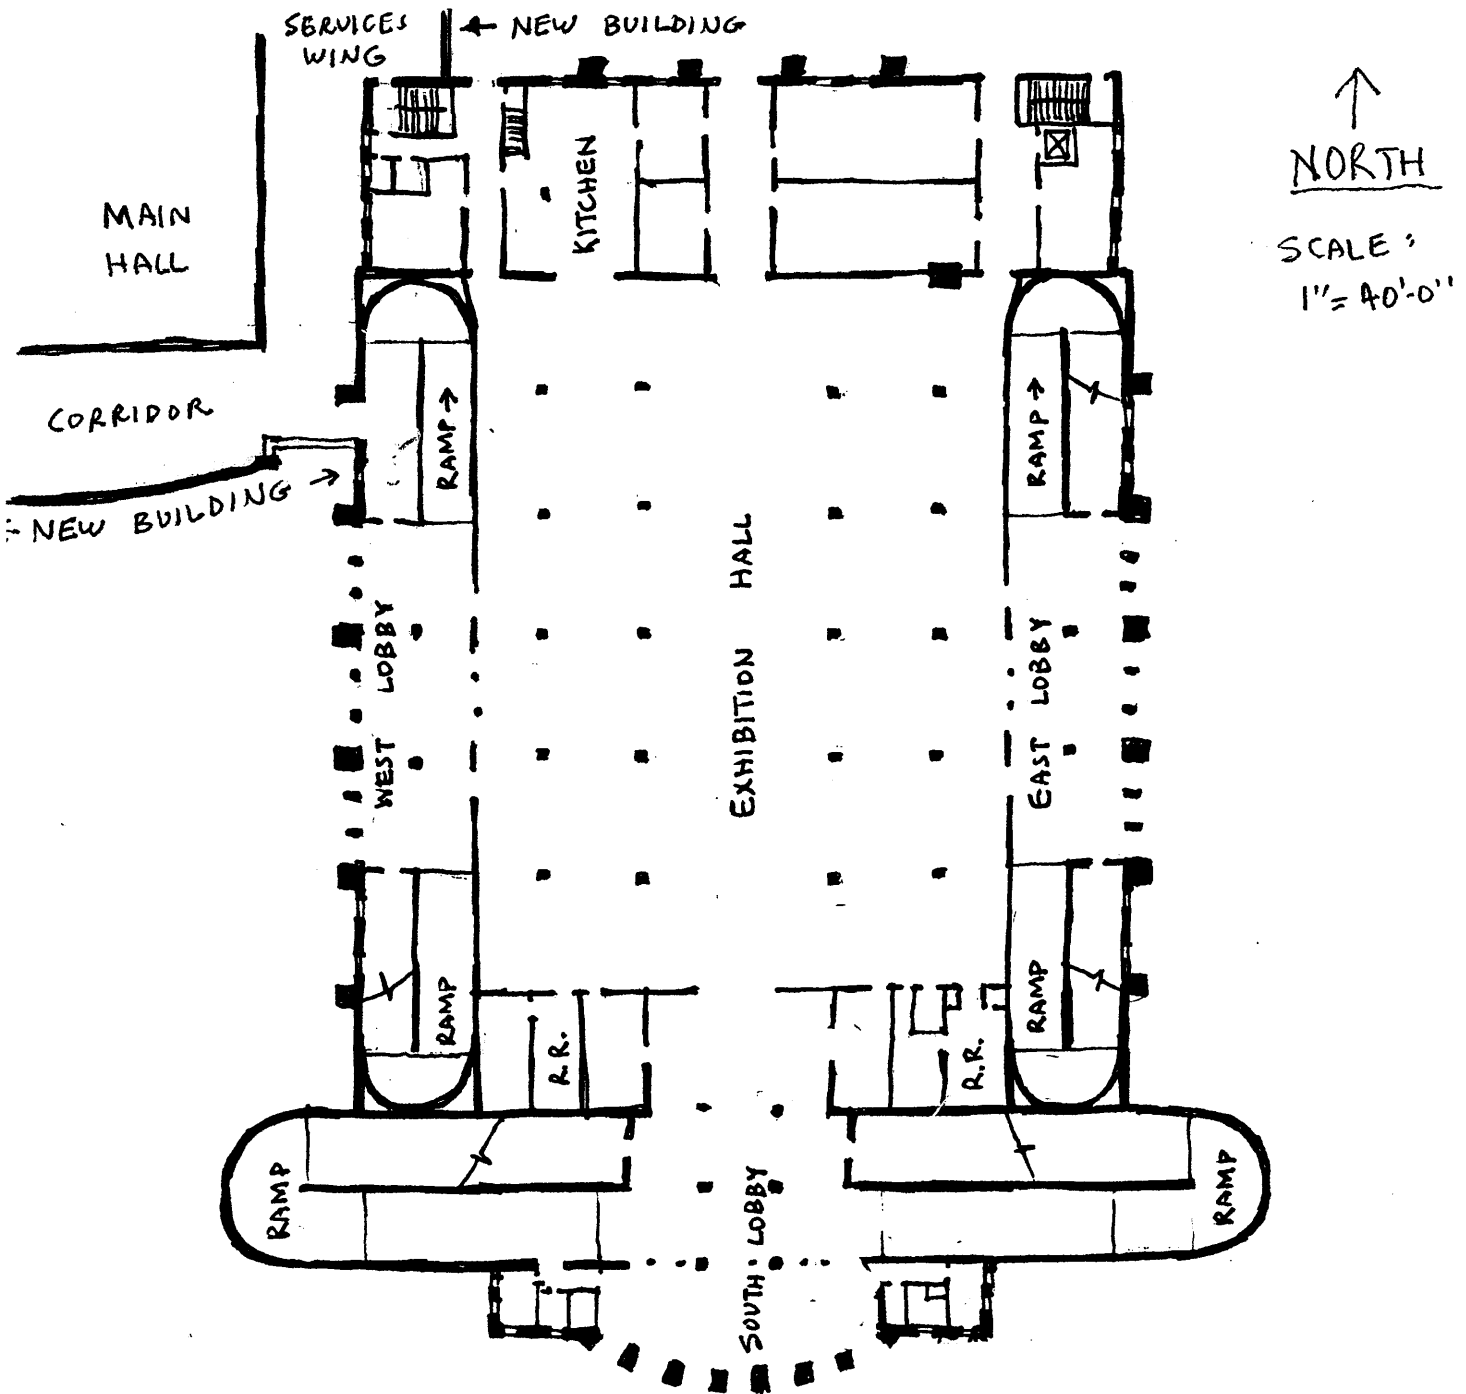 SERVICES
WING
← NEW BUILDING
MAIN
HALL
KITCHEN
NORTH
SCALE:
1"= 40'-0"
CORRIDOR
NEW BUILDING →
RAMP →
RAMP →
EXHIBITION HALL
WEST LOBBY
EAST LOBBY
RAMP
RAMP
R.R.
R.R.
RAMP
RAMP
SOUTH LOBBY